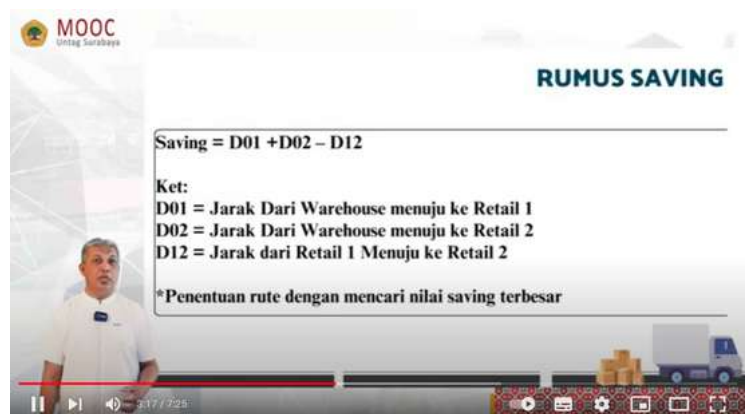 MOOC
Untag Surabaya
RUMUS SAVING
Saving = D01 +D02 – D12
Ket:
D01 = Jarak Dari Warehouse menuju ke Retail 1
D02 = Jarak Dari Warehouse menuju ke Retail 2
D12 = Jarak dari Retail 1 Menuju ke Retail 2
*Penentuan rute dengan mencari nilai saving terbesar
3:17 / 7:25